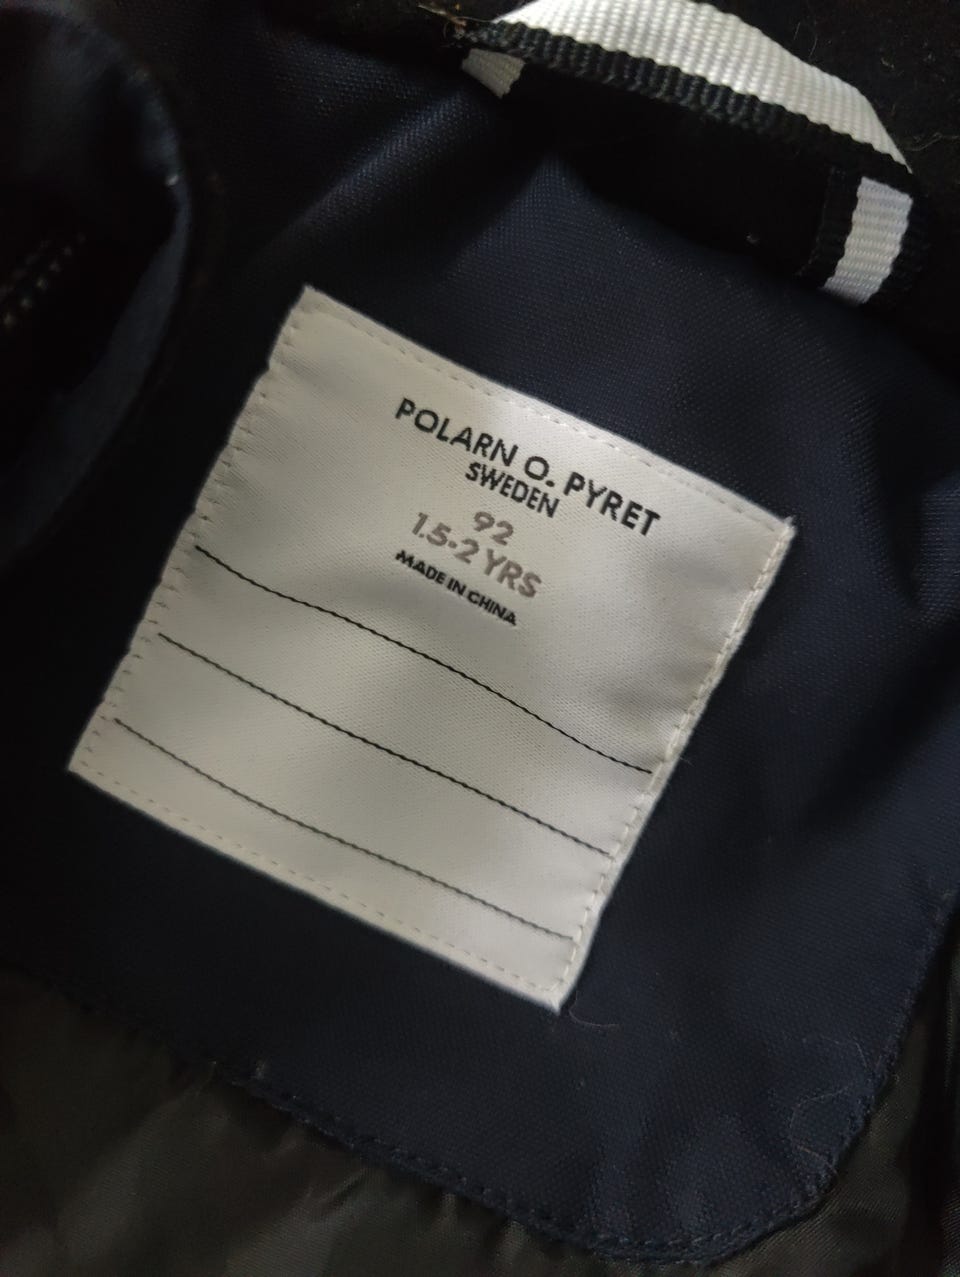 POLARN O. PYRET
SWEDEN
92
1.5-2 YRS
MADE IN CHINA